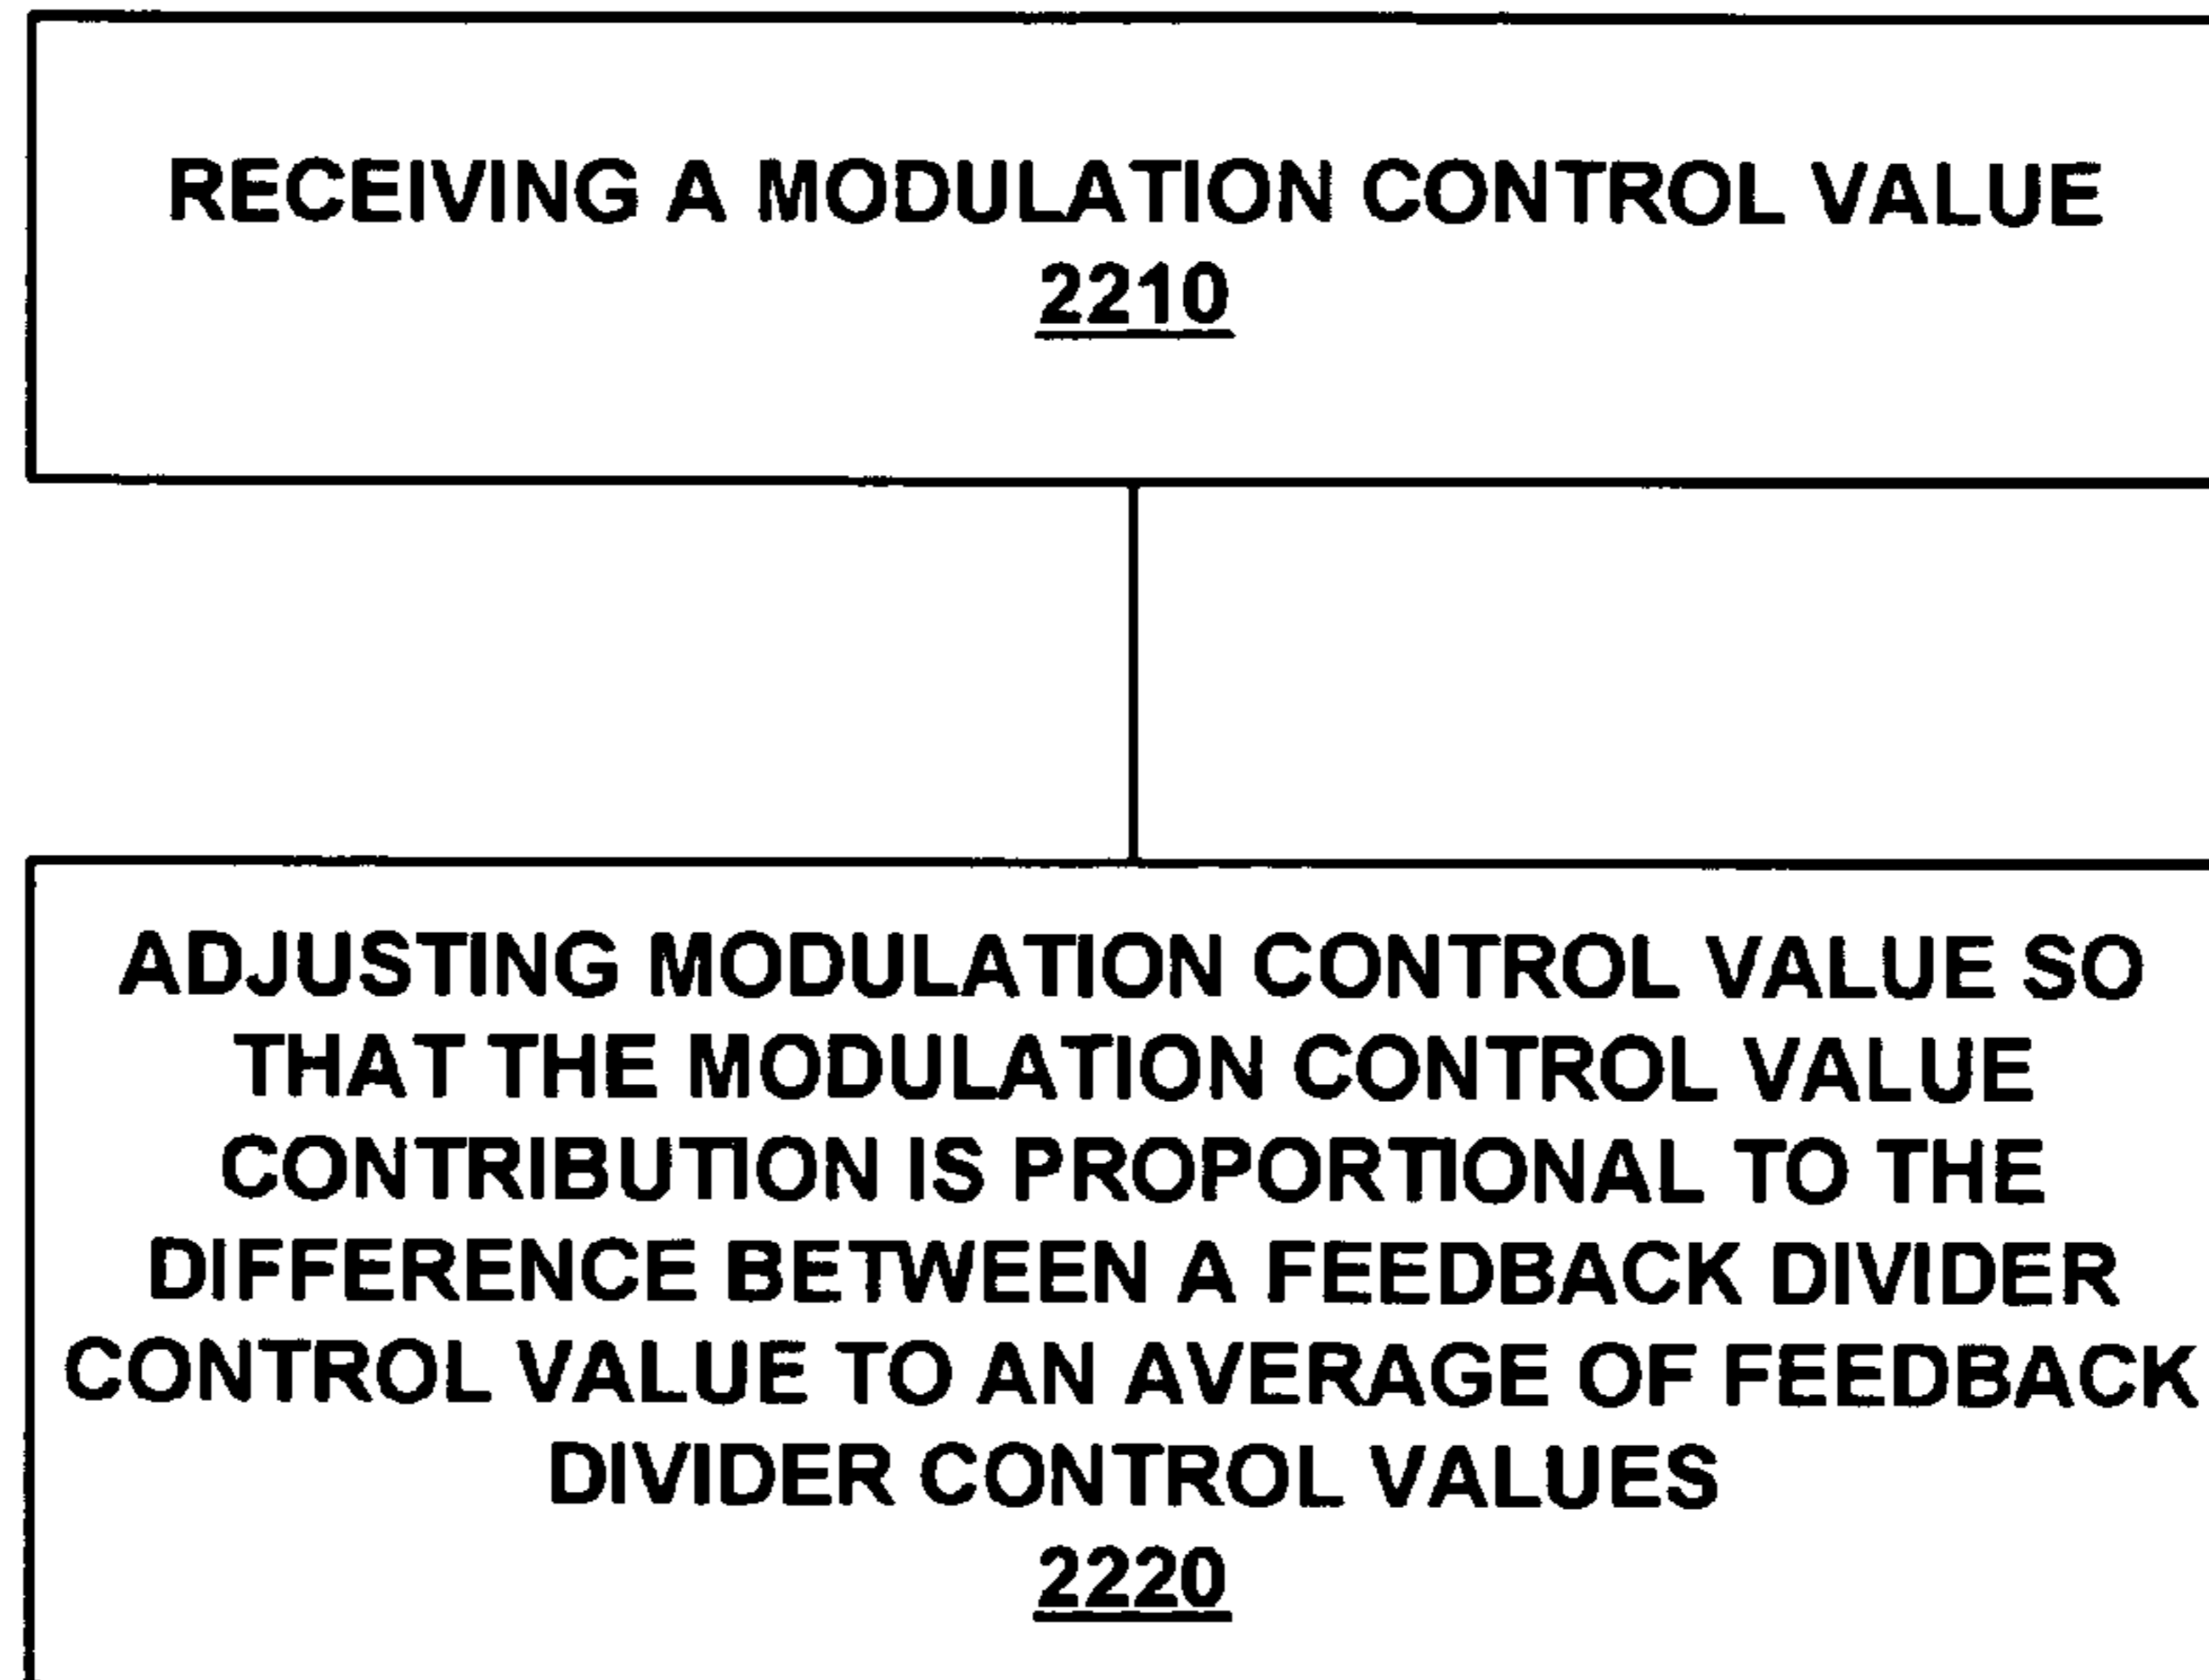 RECEIVING A MODULATION CONTROL VALUE
2210
ADJUSTING MODULATION CONTROL VALUE SO
THAT THE MODULATION CONTROL VALUE
CONTRIBUTION IS PROPORTIONAL TO THE
DIFFERENCE BETWEEN A FEEDBACK DIVIDER
CONTROL VALUE TO AN AVERAGE OF FEEDBACK
DIVIDER CONTROL VALUES
2220